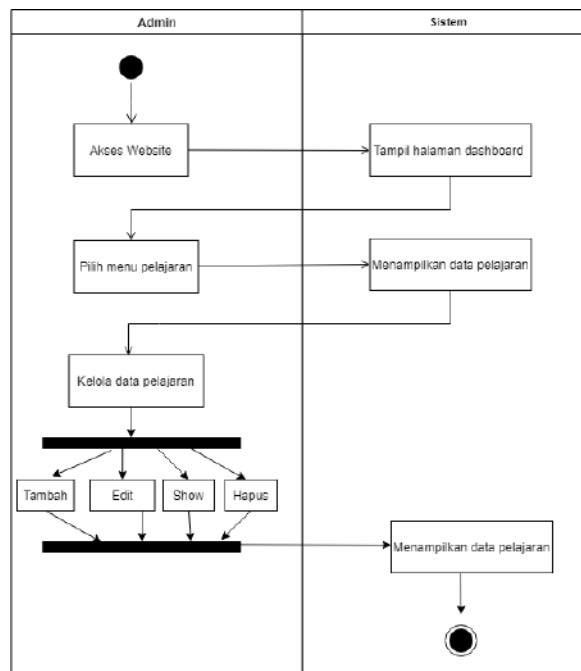 Admin
Sistem
Akses Website
Tampil halaman dashboard
Pilih menu pelajaran
Menampilkan data pelajaran
Kelola data pelajaran
Tambah
Edit
Show
Hapus
Menampilkan data pelajaran